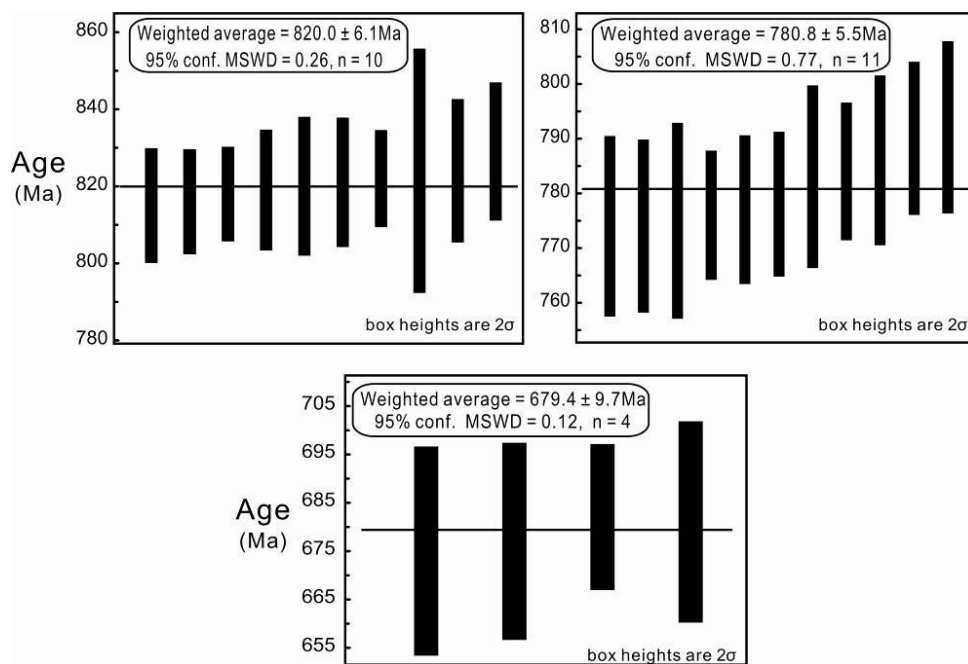 Weighted average = 820.0 ± 6.1Ma
95% conf. MSWD = 0.26, n = 10
860
840
820
800
780
Age
(Ma)
box heights are 2σ
Weighted average = 780.8 ± 5.5Ma
95% conf. MSWD = 0.77, n = 11
810
800
790
780
770
760
box heights are 2σ
Weighted average = 679.4 ± 9.7Ma
95% conf. MSWD = 0.12, n = 4
705
695
685
675
665
655
Age
(Ma)
box heights are 2σ